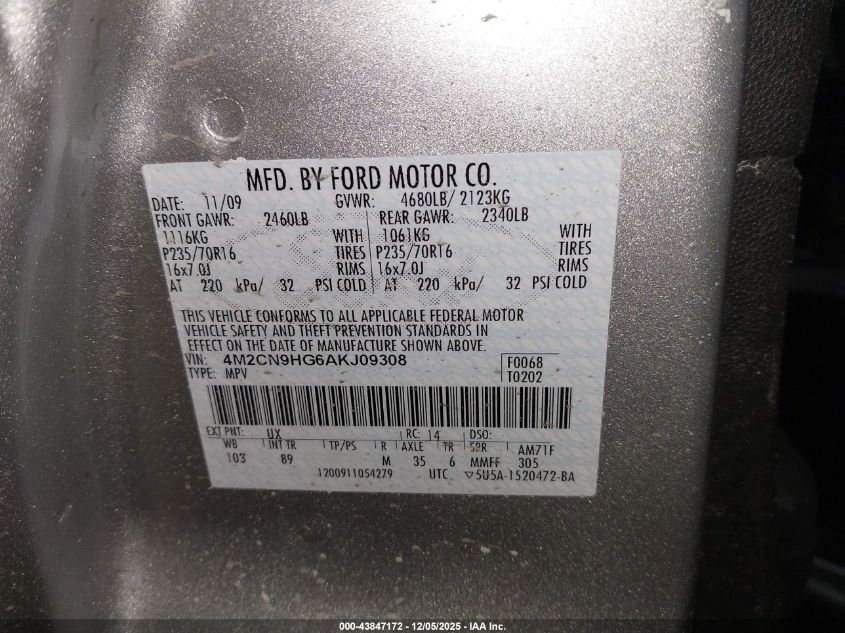 MFD. BY FORD MOTOR CO.
DATE: 11/09 GVWR: 4680LB/ 2123KG
FRONT GAWR: 2460LB REAR GAWR: 2340LB
1116KG WITH 1061KG WITH
P235/70R16 TIRES P235/70R16 TIRES
16x7.0J RIMS 16x7.0J RIMS
AT 220 kPa/ 32 PSI COLD AT 220 kPa/ 32 PSI COLD
THIS VEHICLE CONFORMS TO ALL APPLICABLE FEDERAL MOTOR
VEHICLE SAFETY AND THEFT PREVENTION STANDARDS IN
EFFECT ON THE DATE OF MANUFACTURE SHOWN ABOVE.
VIN: 4M2CN9HG6AKJ09308 F0068
TYPE: MPV T0202
EXT PNT: UX RC: 14 DSO:
WB INT TR TP/PS R AXLE TR SPR AM71F
103 89 M 35 6 MMFF 305
1200911054279 UTC ▽5U5A-1520472-BA
000-43847172 - 12/05/2025 - IAA Inc.